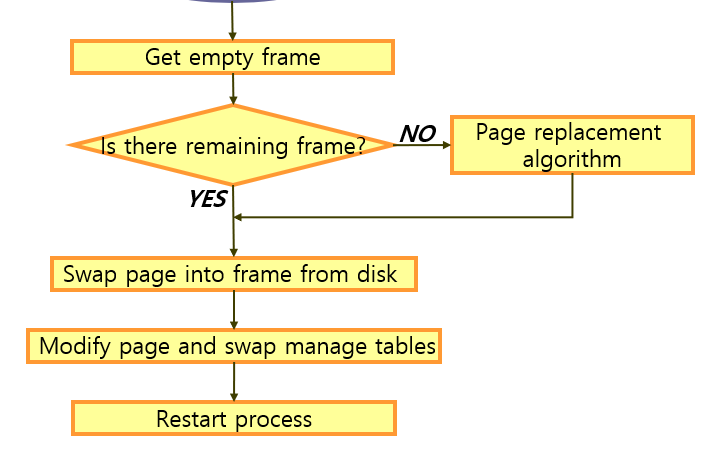 Get empty frame
Is there remaining frame?
NO
Page replacement
algorithm
YES
Swap page into frame from disk
Modify page and swap manage tables
Restart process